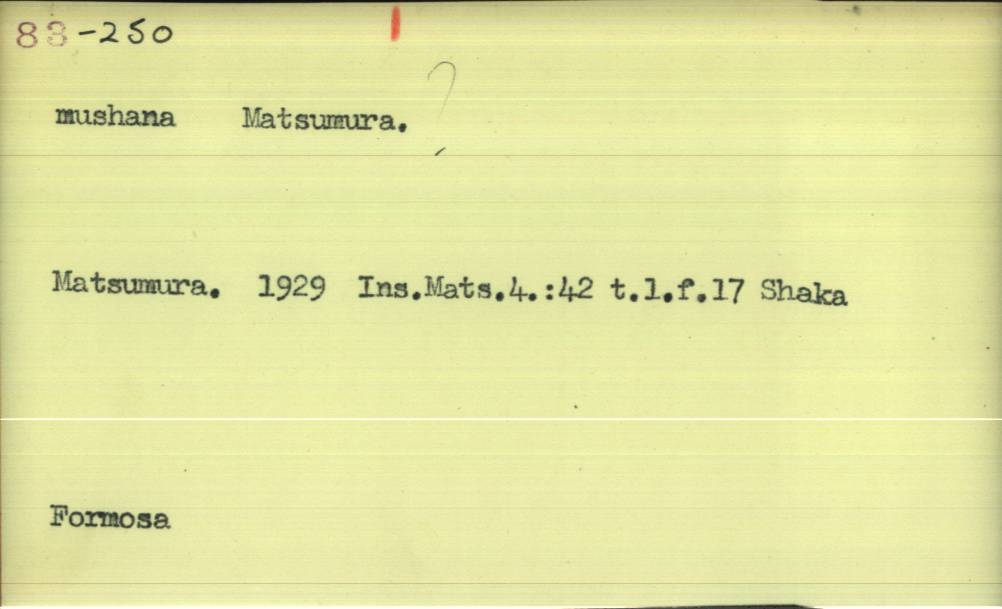 83-250
?
mushana Matsumura.
Matsumura. 1929 Ins.Mats.4.:42 t.1.f.17 Shaka
Formosa